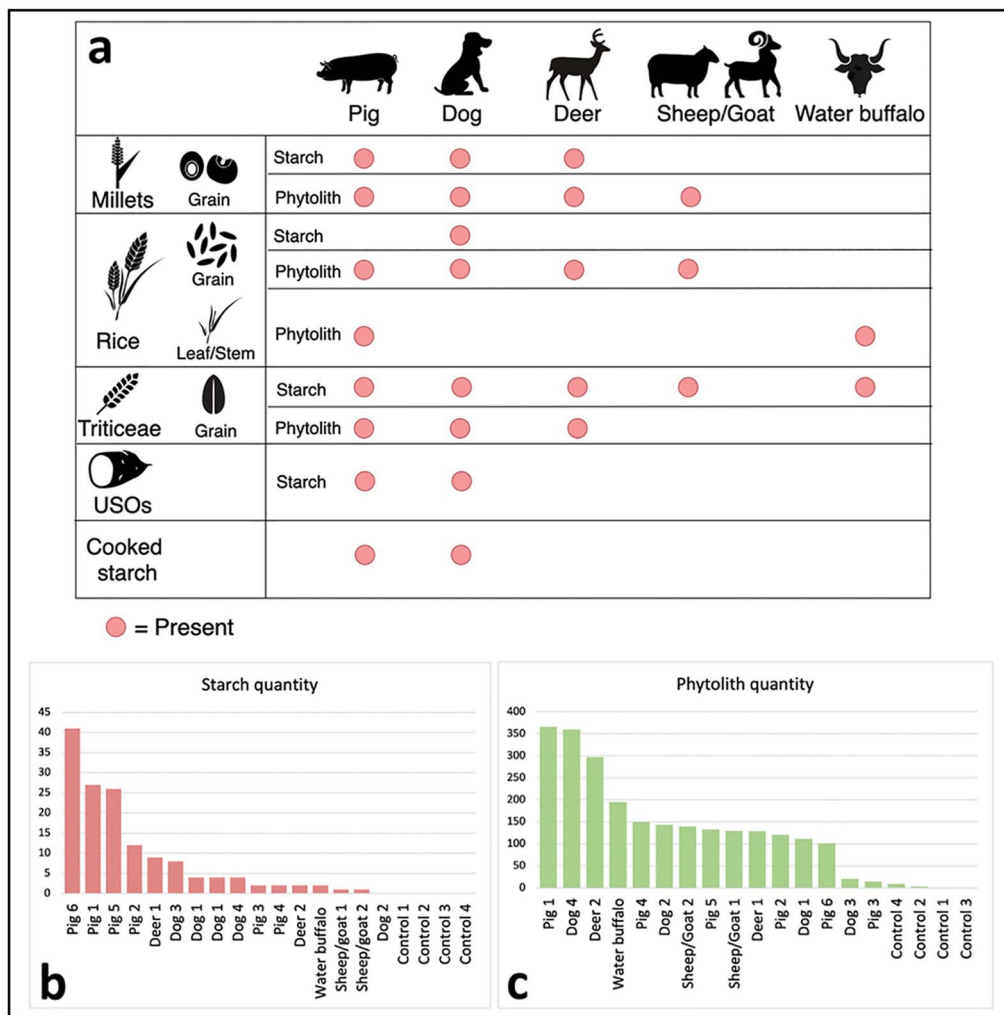 a
Pig Dog Deer Sheep/Goat Water buffalo
Starch
Millets Grain Phytolith
Starch
Grain Phytolith
Rice Leaf/Stem Phytolith
Starch
Triticeae Grain Phytolith
Starch
USOs
Cooked
starch
= Present
Starch quantity
45
40
35
30
25
20
15
10
5
0
Pig 6
Pig 1
Pig 5
Pig 2
Deer 1
Dog 3
Dog 1
Dog 1
Dog 4
Pig 3
Pig 4
Deer 2
Water buffalo
Sheep/goat 1
Sheep/goat 2
Dog 2
Control 1
Control 2
Control 3
Control 4
b
Phytolith quantity
400
350
300
250
200
150
100
50
0
Pig 1
Dog 4
Deer 2
Water buffalo
Pig 4
Dog 2
Sheep/Goat 2
Pig 5
Sheep/Goat 1
Deer 1
Pig 2
Dog 1
Pig 6
Dog 3
Pig 3
Control 4
Control 2
Control 1
Control 3
c